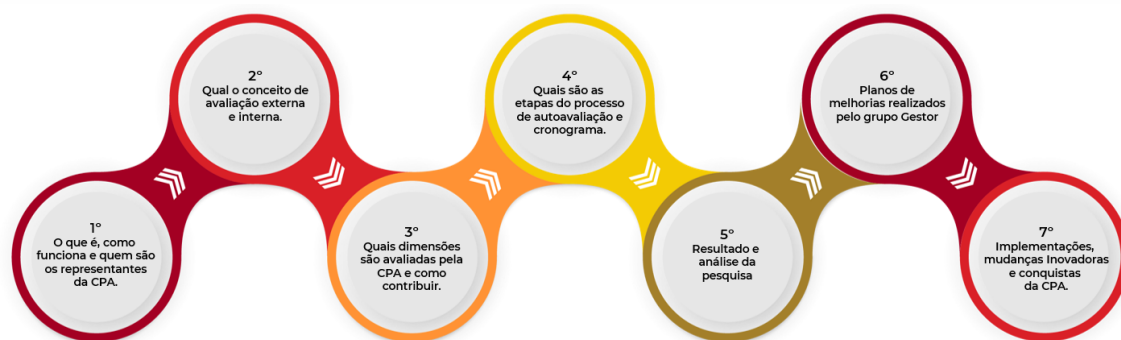 1º
O que é, como
funciona e quem são
os representantes
da CPA.
2º
Qual o conceito de
avaliação externa
e interna.
3º
Quais dimensões
são avaliadas pela
CPA e como
contribuir.
4º
Quais são as
etapas do processo
de autoavaliação e
cronograma.
5º
Resultado e
análise da
pesquisa
6º
Planos de
melhorias realizados
pelo grupo Gestor
7º
Implementações,
mudanças Inovadoras
e conquistas
da CPA.